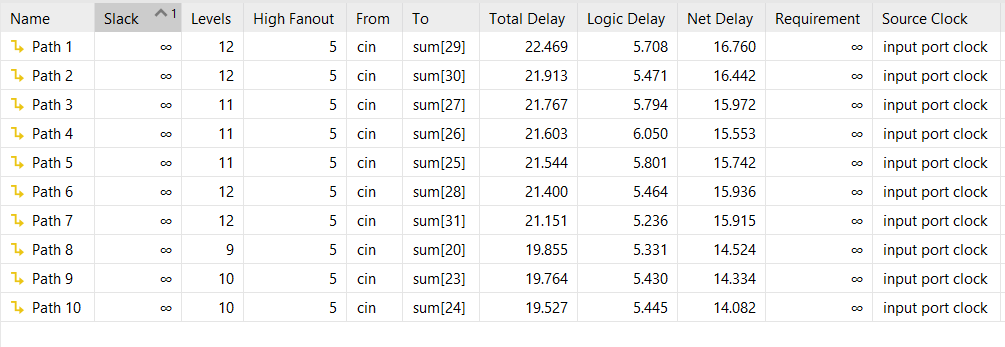 Name Slack 1 Levels High Fanout From To Total Delay Logic Delay Net Delay Requirement Source Clock
Path 1 ∞ 12 5 cin sum[29] 22.469 5.708 16.760 ∞ input port clock
Path 2 ∞ 12 5 cin sum[30] 21.913 5.471 16.442 ∞ input port clock
Path 3 ∞ 11 5 cin sum[27] 21.767 5.794 15.972 ∞ input port clock
Path 4 ∞ 11 5 cin sum[26] 21.603 6.050 15.553 ∞ input port clock
Path 5 ∞ 11 5 cin sum[25] 21.544 5.801 15.742 ∞ input port clock
Path 6 ∞ 12 5 cin sum[28] 21.400 5.464 15.936 ∞ input port clock
Path 7 ∞ 12 5 cin sum[31] 21.151 5.236 15.915 ∞ input port clock
Path 8 ∞ 9 5 cin sum[20] 19.855 5.331 14.524 ∞ input port clock
Path 9 ∞ 10 5 cin sum[23] 19.764 5.430 14.334 ∞ input port clock
Path 10 ∞ 10 5 cin sum[24] 19.527 5.445 14.082 ∞ input port clock